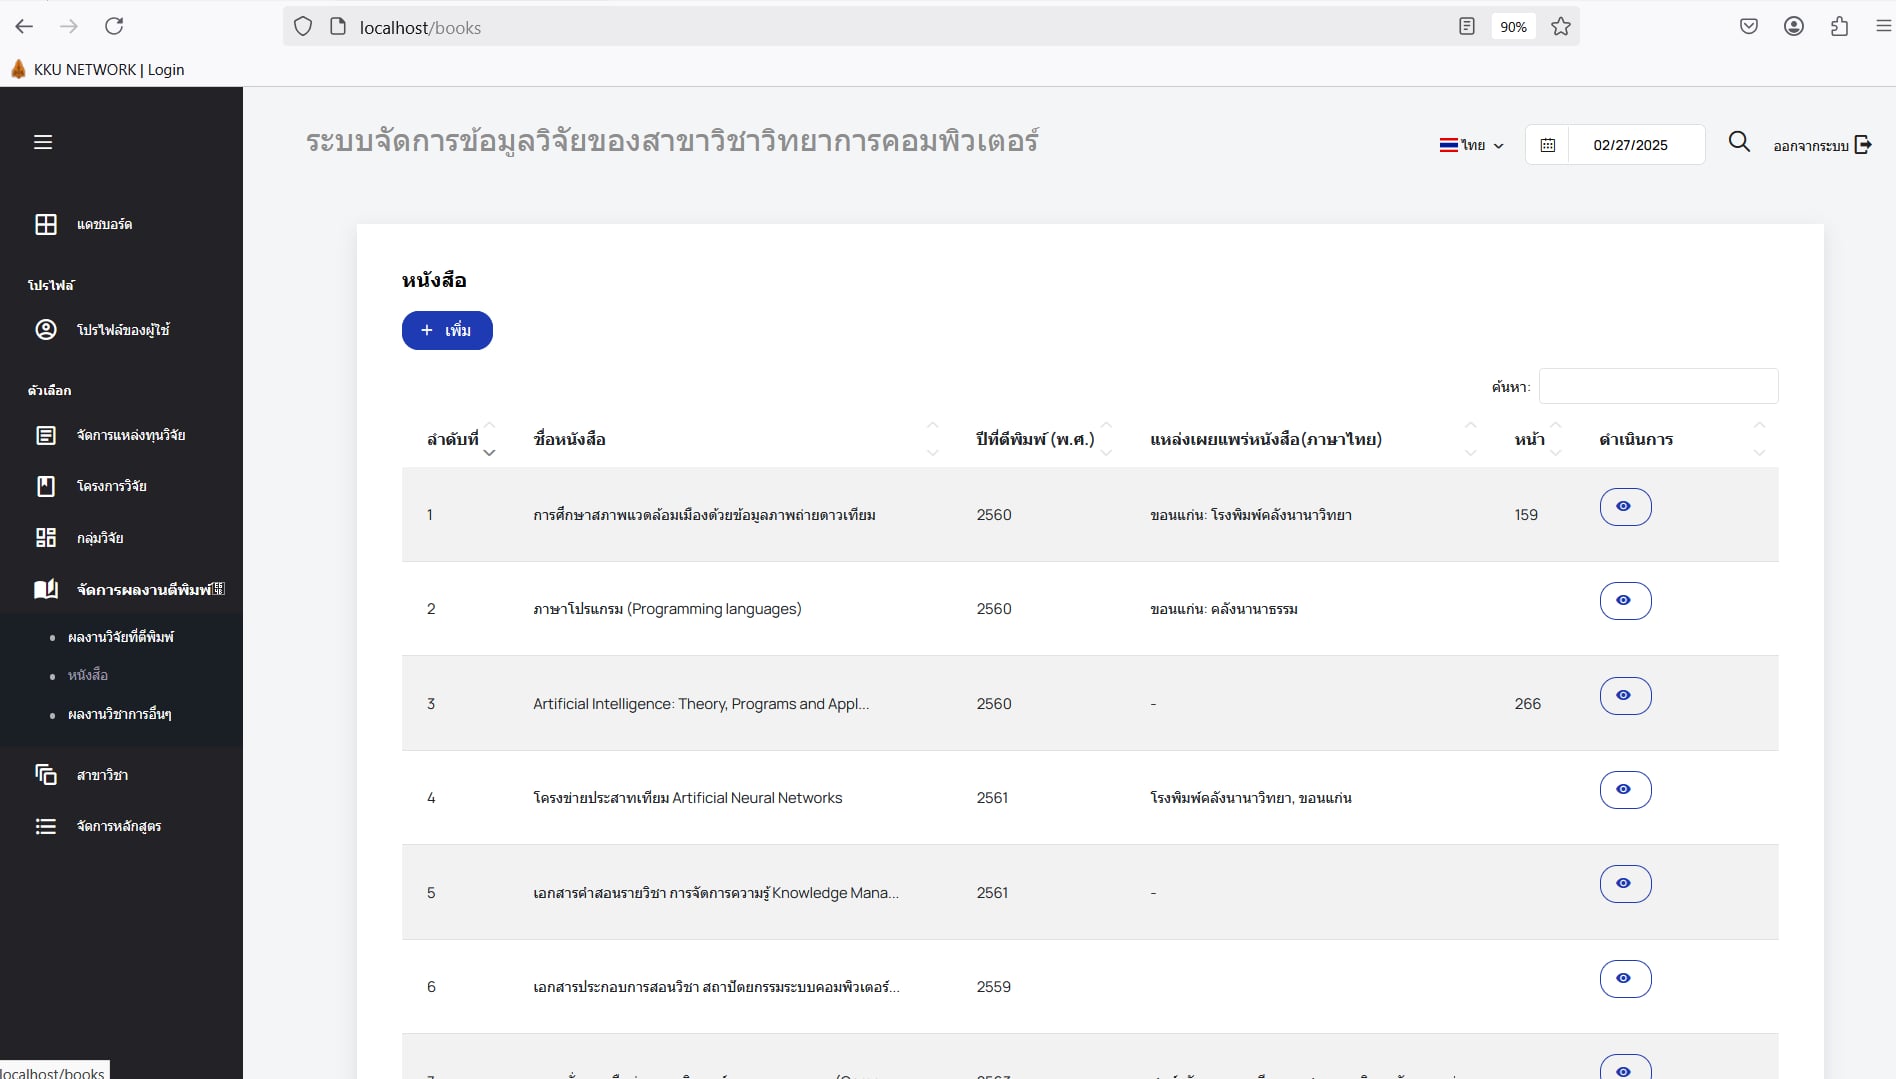 localhost/books
90%
KKU NETWORK | Login
ระบบจัดการข้อมูลวิจัยของสาขาวิชาวิทยาการคอมพิวเตอร์
ไทย
02/27/2025
ออกจากระบบ
แดชบอร์ด
โปรไฟล์
โปรไฟล์ของผู้ใช้
ตัวเลือก
จัดการแหล่งทุนวิจัย
โครงการวิจัย
กลุ่มวิจัย
จัดการผลงานตีพิมพ์
ผลงานวิจัยที่ตีพิมพ์
หนังสือ
ผลงานวิชาการอื่นๆ
สาขาวิชา
จัดการหลักสูตร
หนังสือ
+ เพิ่ม
ค้นหา:
ลำดับที่ ชื่อหนังสือ ปีที่ตีพิมพ์ (พ.ศ.) แหล่งเผยแพร่หนังสือ(ภาษาไทย) หน้า ดำเนินการ
1 การศึกษาสภาพแวดล้อมเมืองด้วยข้อมูลภาพถ่ายดาวเทียม 2560 ขอนแก่น: โรงพิมพ์คลังนานาวิทยา 159
2 ภาษาโปรแกรม (Programming languages) 2560 ขอนแก่น: คลังนานาธรรม
3 Artificial Intelligence: Theory, Programs and Appl... 2560 - 266
4 โครงข่ายประสาทเทียม Artificial Neural Networks 2561 โรงพิมพ์คลังนานาวิทยา, ขอนแก่น
5 เอกสารคำสอนรายวิชา การจัดการความรู้ Knowledge Mana... 2561 -
6 เอกสารประกอบการสอนวิชา สถาปัตยกรรมระบบคอมพิวเตอร์... 2559
localhost/books